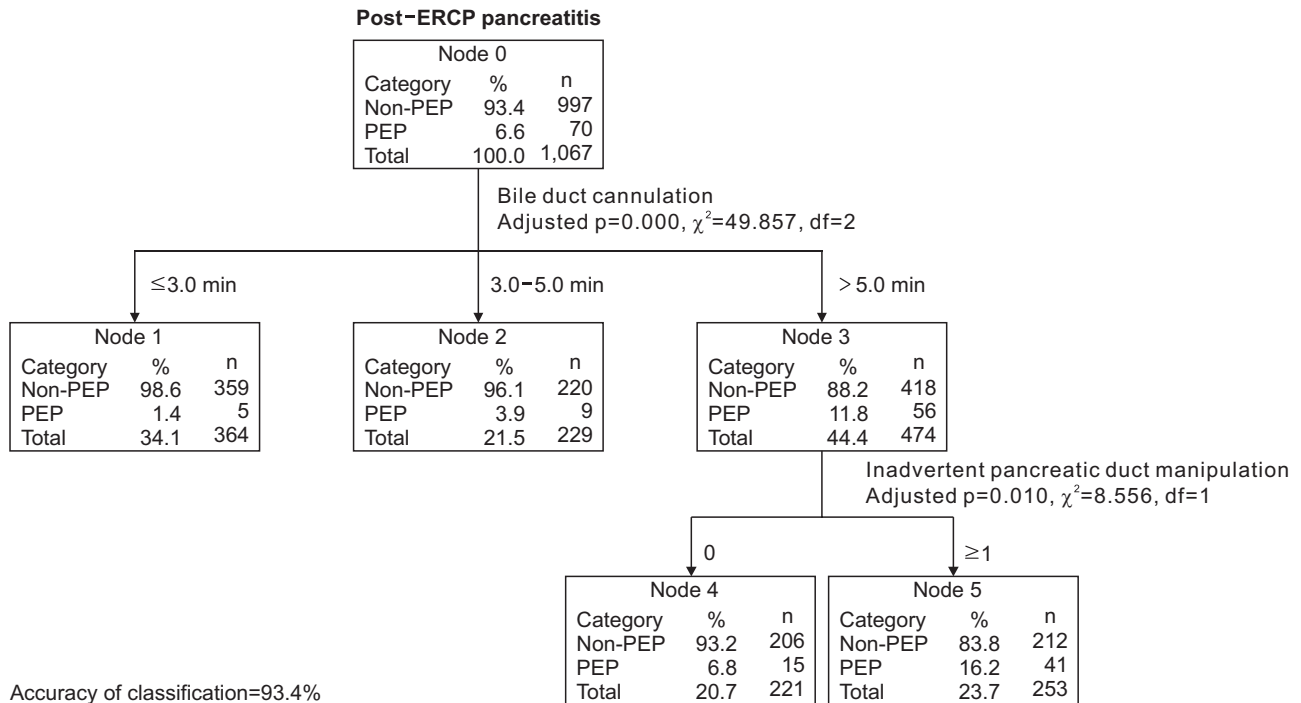 Post-ERCP pancreatitis
Node 0
Category % n
Non-PEP 93.4 997
PEP 6.6 70
Total 100.0 1,067
Bile duct cannulation
Adjusted p=0.000, χ²=49.857, df=2
≤3.0 min
3.0-5.0 min
>5.0 min
Node 1
Category % n
Non-PEP 98.6 359
PEP 1.4 5
Total 34.1 364
Node 2
Category % n
Non-PEP 96.1 220
PEP 3.9 9
Total 21.5 229
Node 3
Category % n
Non-PEP 88.2 418
PEP 11.8 56
Total 44.4 474
Inadvertent pancreatic duct manipulation
Adjusted p=0.010, χ²=8.556, df=1
0
≥1
Node 4
Category % n
Non-PEP 93.2 206
PEP 6.8 15
Total 20.7 221
Node 5
Category % n
Non-PEP 83.8 212
PEP 16.2 41
Total 23.7 253
Accuracy of classification=93.4%